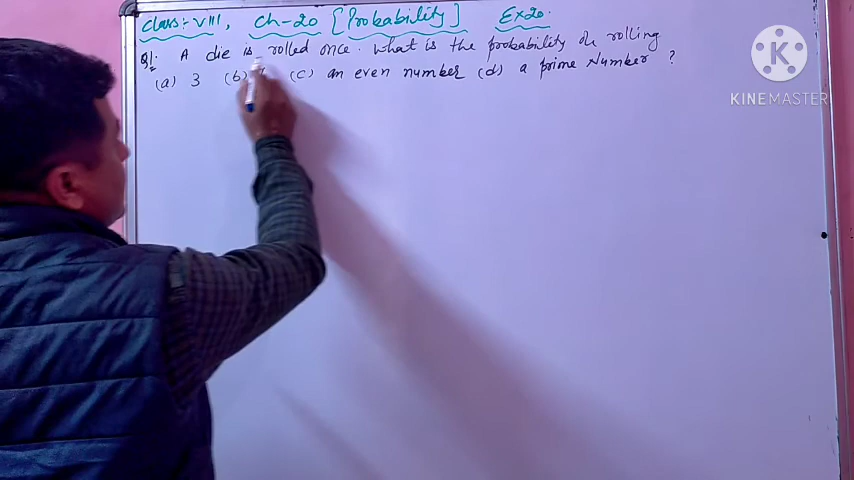 Class:- VIII, Ch-20 [Probability] Ex 20.
Q1. A die is rolled once. What is the probability of rolling
(a) 3 (b) (c) an even number (d) a prime Number ?
KINEMASTER